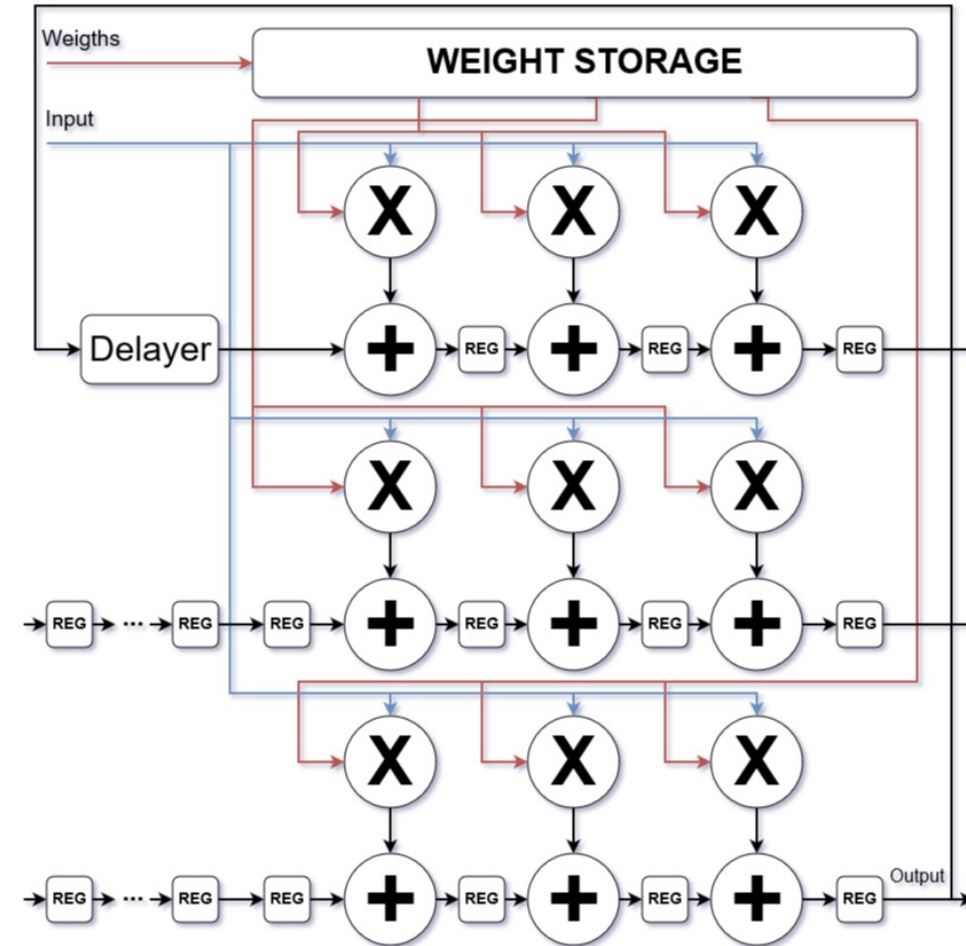 Weigths
WEIGHT STORAGE
Input
X X X
Delayer + REG + REG + REG
X X X
REG ... REG REG + REG + REG + REG
X X X
Output
REG ... REG REG + REG + REG + REG